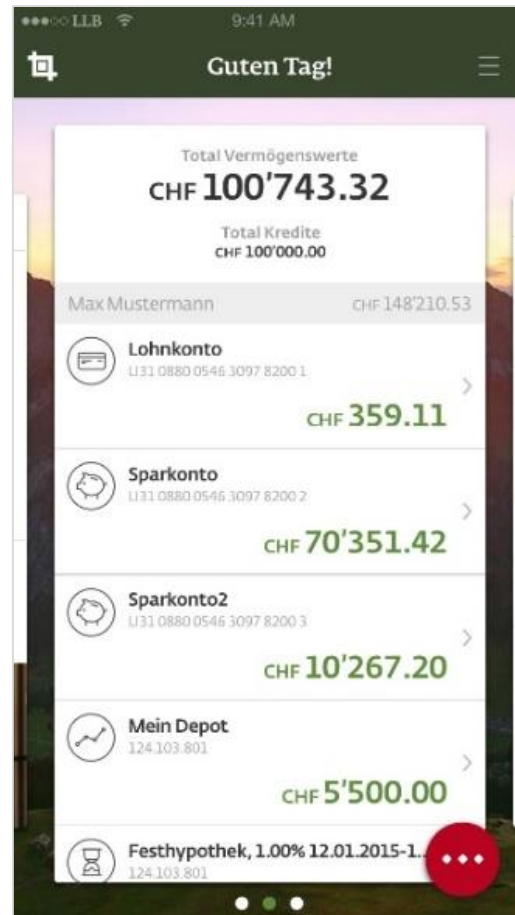 LLB 9:41 AM
Guten Tag!
Total Vermögenswerte
CHF 100'743.32
Total Kredite
CHF 100'000.00
Max Mustermann CHF 148'210.53
Lohnkonto
LI31 0880 0546 3097 8200 1
CHF 359.11
Sparkonto
LI31 0880 0546 3097 8200 2
CHF 70'351.42
Sparkonto2
LI31 0880 0546 3097 8200 3
CHF 10'267.20
Mein Depot
124.103.801
CHF 5'500.00
Festhypothek, 1.00% 12.01.2015-1...
124.103.801